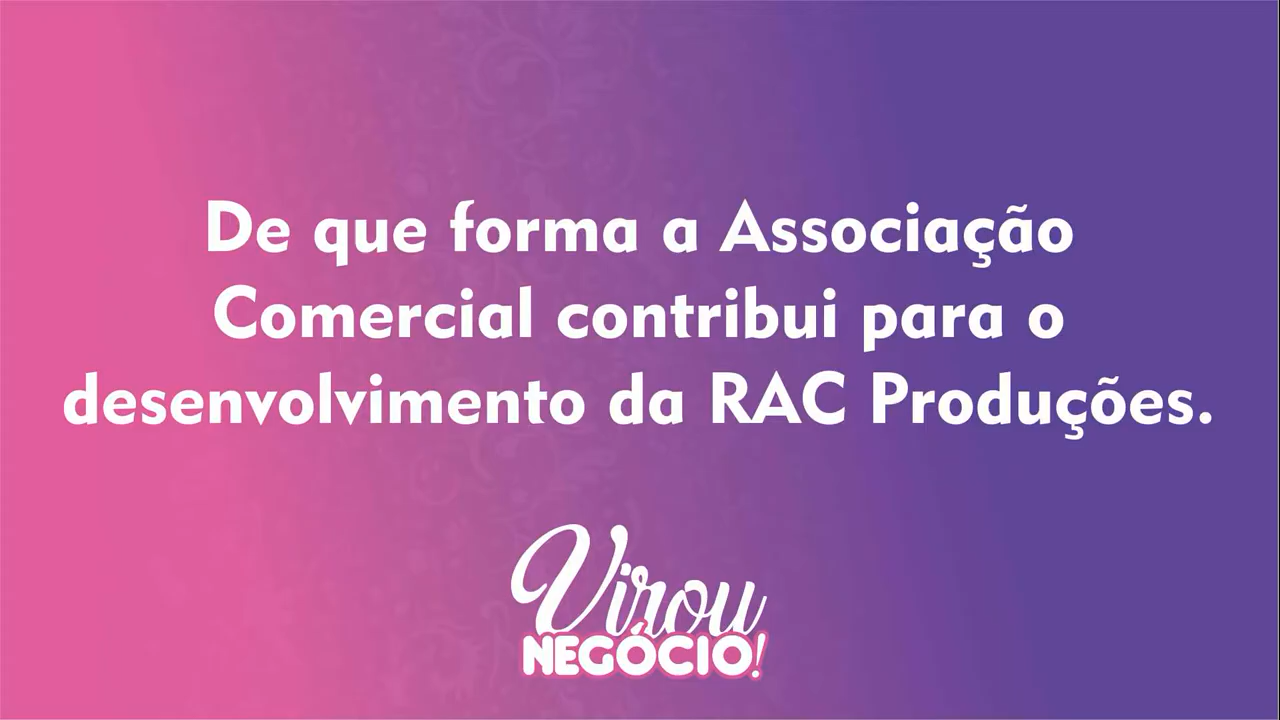 De que forma a Associação
Comercial contribui para o
desenvolvimento da RAC Produções.
Virou
NEGÓCIO!